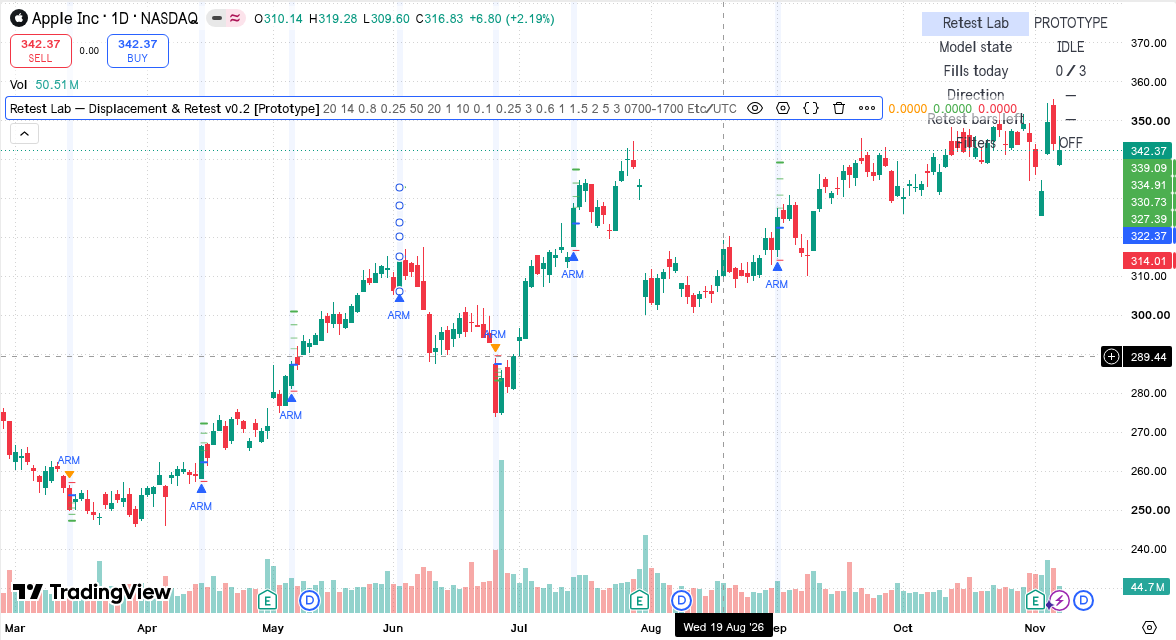 Apple Inc · 1D · NASDAQ O310.14 H319.28 L309.60 C316.83 +6.80 (+2.19%)
342.37 SELL
0.00
342.37 BUY
Vol 50.51 M
Retest Lab — Displacement & Retest v0.2 [Prototype] 20 14 0.8 0.25 50 20 1 10 0.1 0.25 3 0.6 1 1.5 2 5 3 0700-1700 Etc/UTC 0.0000 0.0000 0.0000
Retest Lab PROTOTYPE
Model state IDLE
Fills today 0 / 3
Direction —
Retest bars left —
Filters OFF
370.00
360.00
350.00
342.37
339.09
334.91
330.73
327.39
322.37
314.01
310.00
300.00
289.44
280.00
270.00
260.00
250.00
240.00
44.7 M
ARM
ARM
ARM
ARM
ARM
ARM
ARM
TradingView
E D E D E D
Mar Apr May Jun Jul Aug Wed 19 Aug '26 ep Oct Nov